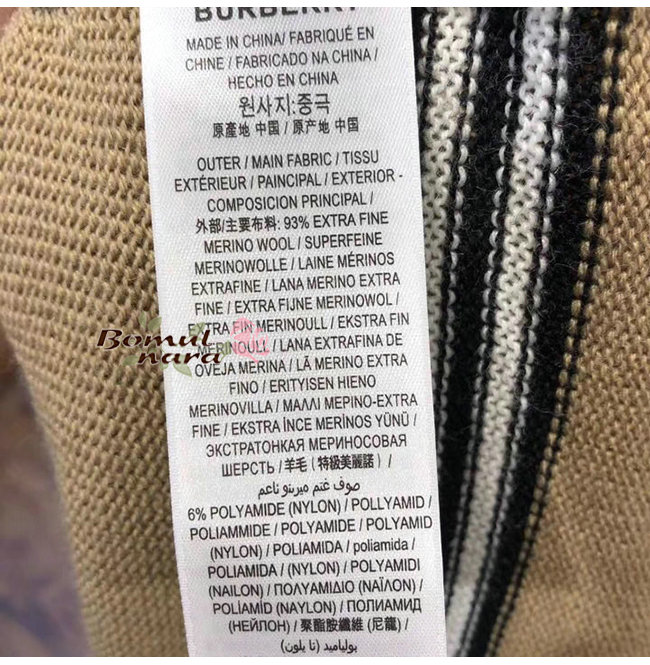 BURBERRY
MADE IN CHINA/ FABRIQUÉ EN
CHINE / FABRICADO NA CHINA /
HECHO EN CHINA
원사지:중극
原產地 中国 / 原产地 中国
OUTER / MAIN FABRIC / TISSU
EXTÉRIEUR / PAINCIPAL / EXTERIOR -
COMPOSICION PRINCIPAL /
外部/主要布料: 93% EXTRA FINE
MERINO WOOL / SUPERFEINE
MERINOWOLLE / LAINE MÉRINOS
EXTRAFINE / LANA MERINO EXTRA
FINE / EXTRA FIJNE MERINOWOL /
EXTRA FIN MERINOULL / EKSTRA FIN
MERINOULL / LANA EXTRAFINA DE
OVEJA MERINA / LÃ MERINO EXTRA
FINO / ERITYISEN HIENO
MERINOVILLA / ΜΑΛΛΙ ΜΕΡΙΝΟ-EXTRA
FINE / EKSTRA İNCE MERİNOS YÜNÜ /
ЭКСТРАТОНКАЯ МЕРИНОСОВАЯ
ШЕРСТЬ / 羊毛 ( 特級美麗諾 ) /
صوف غنم ميرينو ناعم
6% POLYAMIDE (NYLON) / POLLYAMID /
POLIAMMIDE / POLYAMIDE / POLYAMID
(NYLON) / POLIAMIDA / poliamida /
POLIAMIDA / (NYLON) / POLYAMIDI
(NAILON) / ΠΟΛΥΑΜΙΔΙΟ (ΝΑΪΛΟΝ) /
POLİAMİD (NAYLON) / ПОЛИАМИД
(НЕЙЛОН) / 聚酯胺纖維 (尼龍) /
بولياميد (نا يلون) /
Bomul
nara